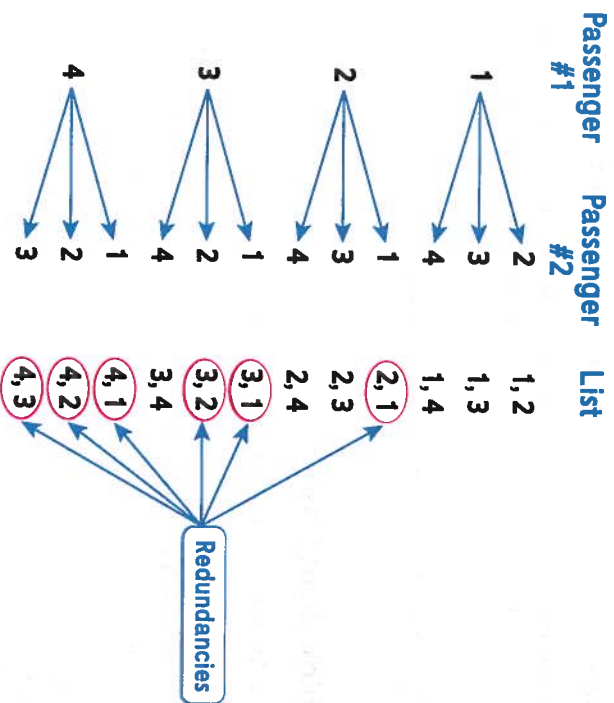 Passenger Passenger List
#1 #2
2 1,2
1 3 1,3
4 1,4
1 2,1
2 3 2,3
4 2,4
1 3,1
3 2 3,2 Redundancies
4 3,4
1 4,1
4 2 4,2
3 4,3